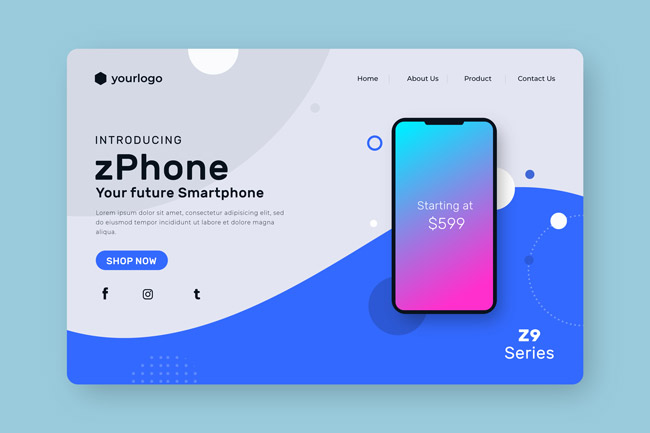 yourlogo
Home
About Us
Product
Contact Us
INTRODUCING
zPhone
Your future Smartphone
Lorem ipsum dolor sit amet, consectetur adipisicing elit, sed
do eiusmod tempor incididunt ut labore et dolore magna
aliqua.
SHOP NOW
f
t
Starting at
$599
Z9
Series